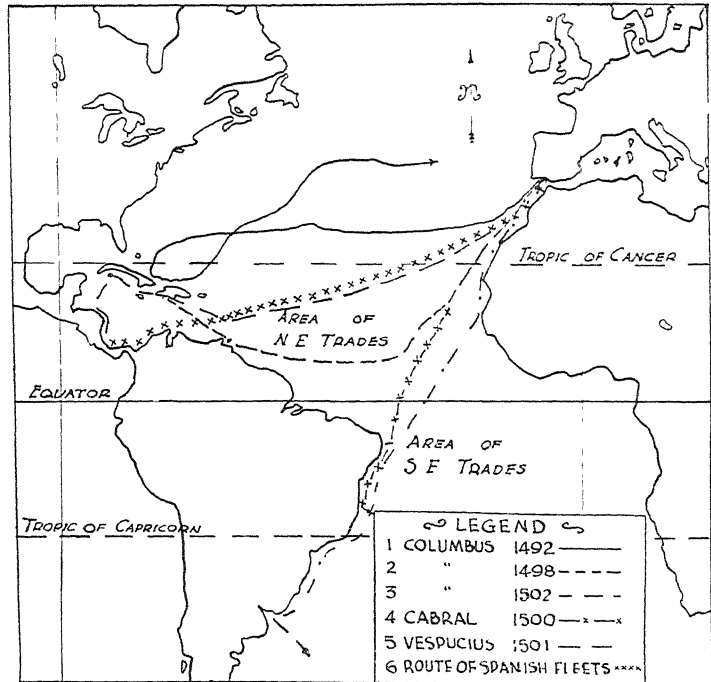 TROPIC OF CANCER
AREA OF
N E TRADES
EQUATOR
AREA OF
S E TRADES
TROPIC OF CAPRICORN
LEGEND
1 COLUMBUS 1492
2 " 1498
3 " 1502
4 CABRAL 1500
5 VESPUCIUS 1501
6 ROUTE OF SPANISH FLEETS